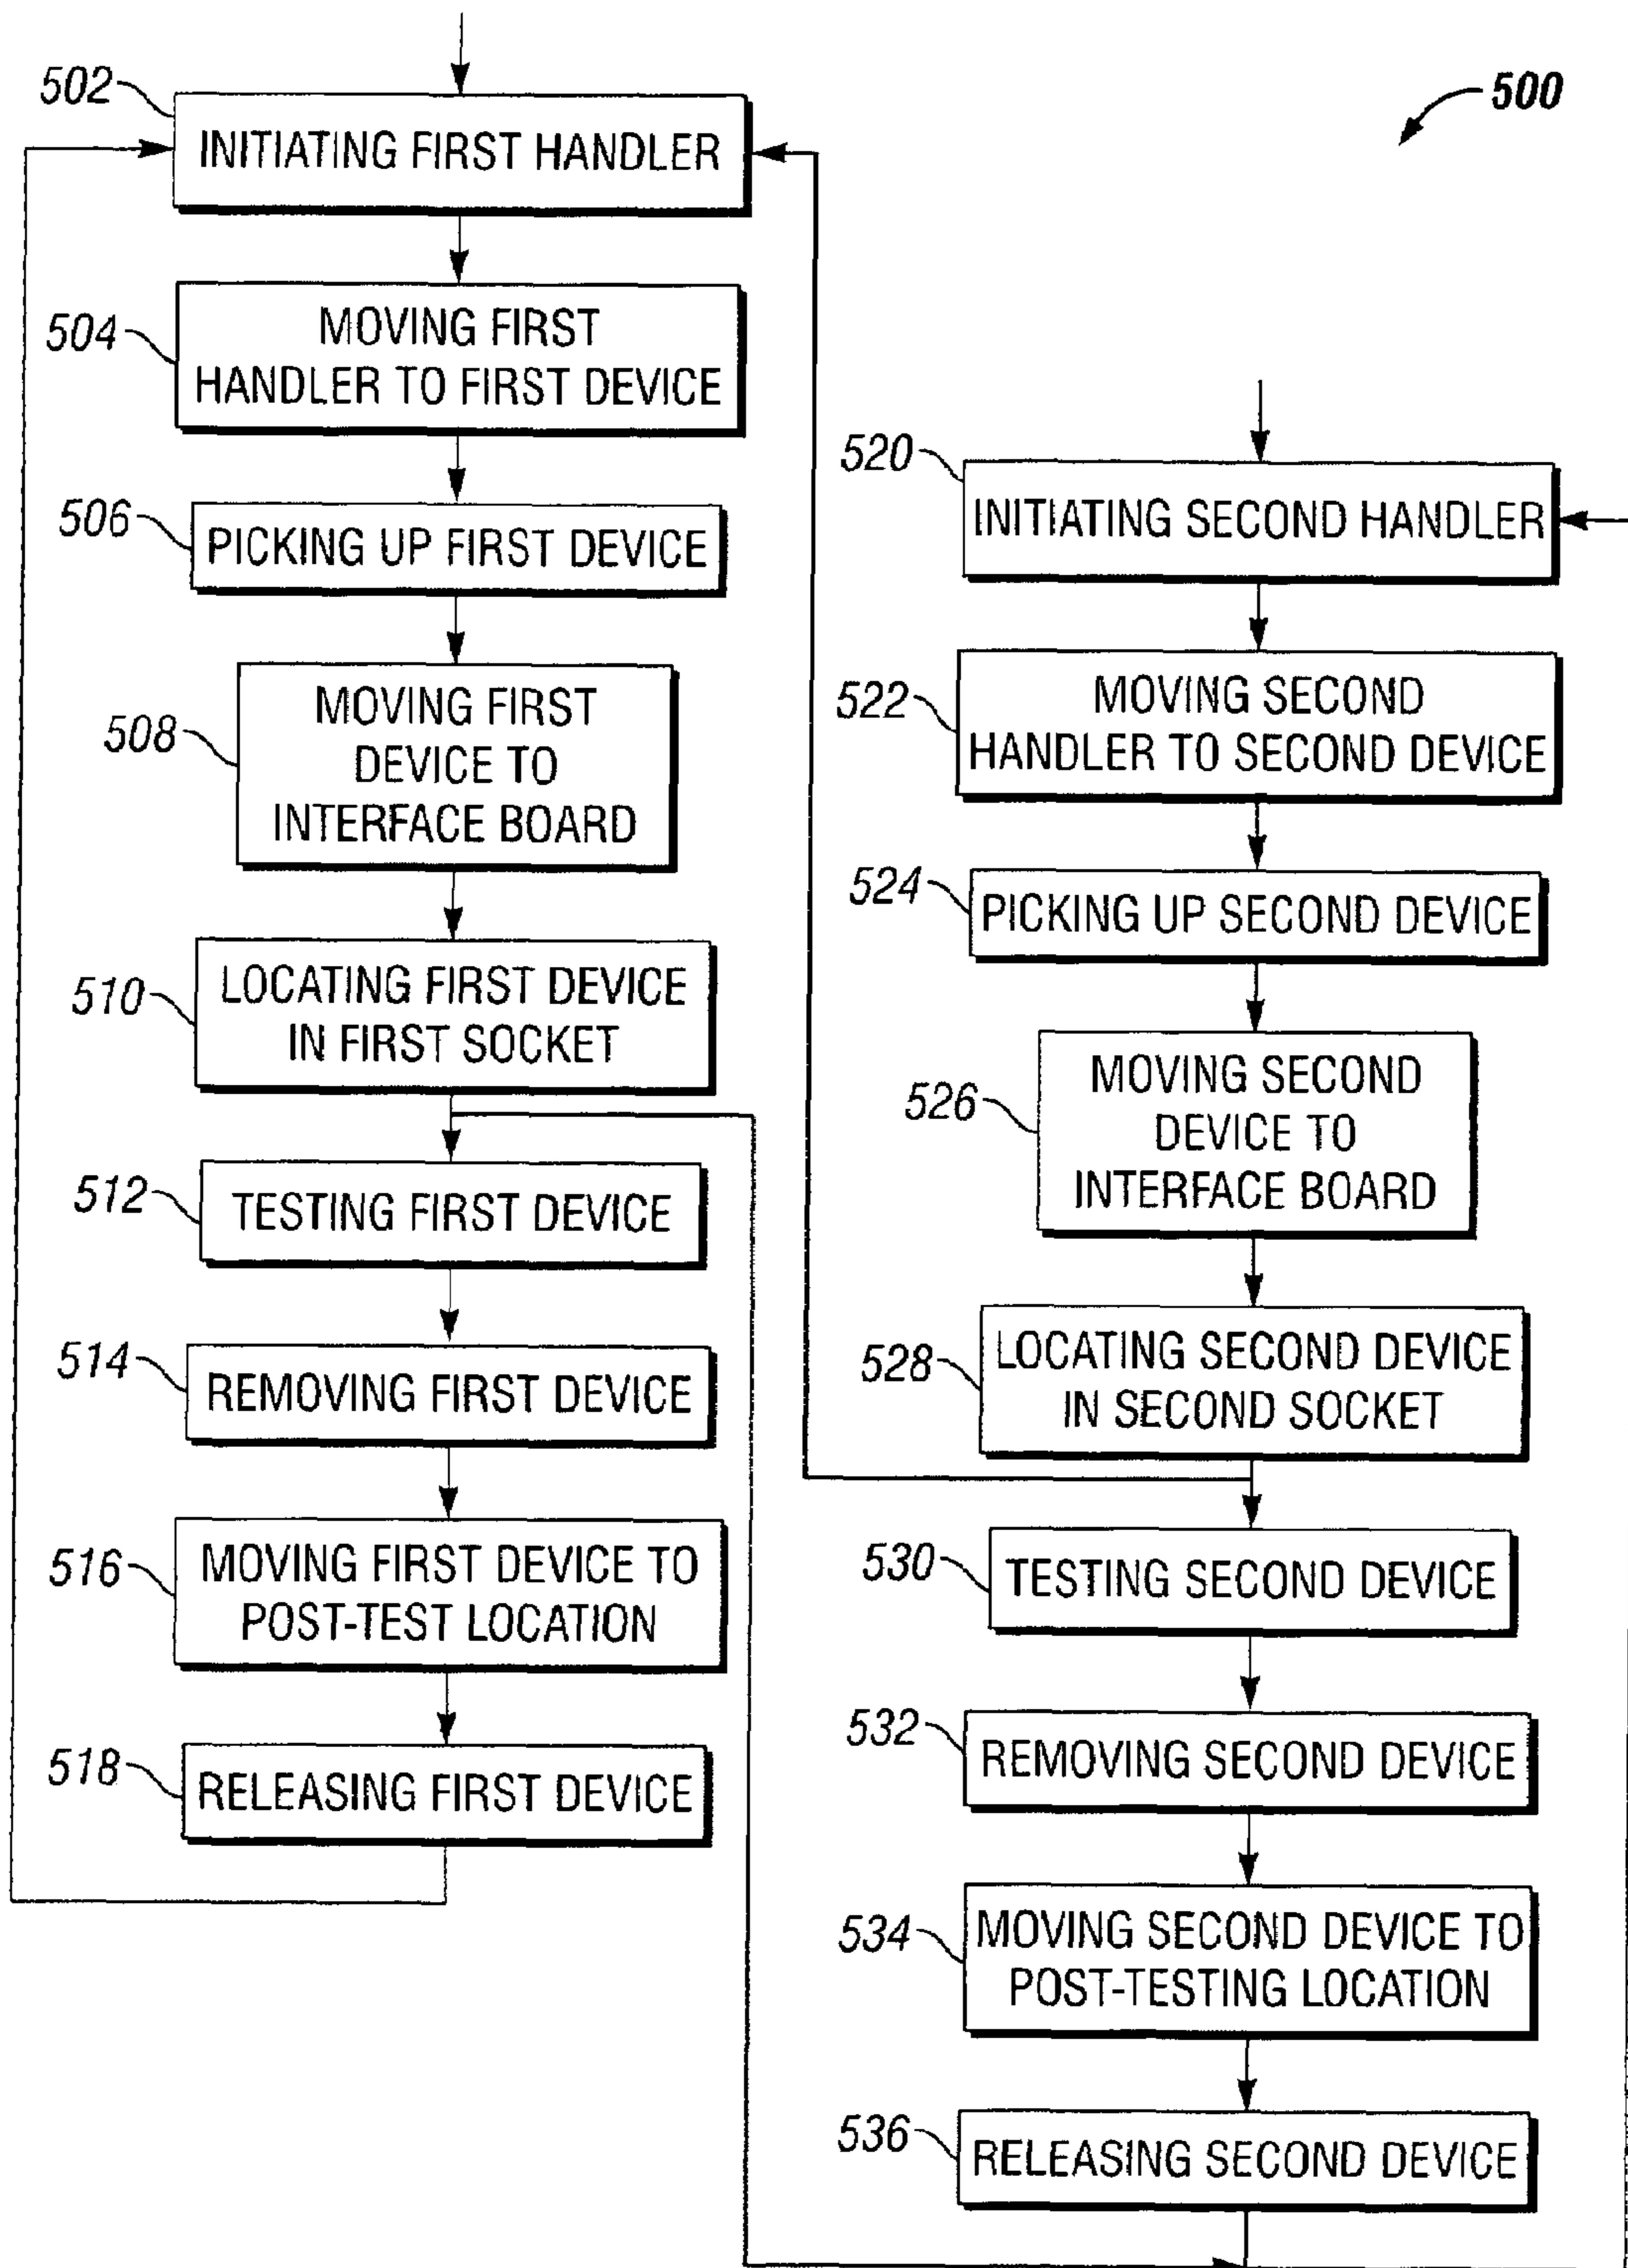 500
502
INITIATING FIRST HANDLER
504
MOVING FIRST
HANDLER TO FIRST DEVICE
506
PICKING UP FIRST DEVICE
508
MOVING FIRST
DEVICE TO
INTERFACE BOARD
510
LOCATING FIRST DEVICE
IN FIRST SOCKET
512
TESTING FIRST DEVICE
514
REMOVING FIRST DEVICE
516
MOVING FIRST DEVICE TO
POST-TEST LOCATION
518
RELEASING FIRST DEVICE
520
INITIATING SECOND HANDLER
522
MOVING SECOND
HANDLER TO SECOND DEVICE
524
PICKING UP SECOND DEVICE
526
MOVING SECOND
DEVICE TO
INTERFACE BOARD
528
LOCATING SECOND DEVICE
IN SECOND SOCKET
530
TESTING SECOND DEVICE
532
REMOVING SECOND DEVICE
534
MOVING SECOND DEVICE TO
POST-TESTING LOCATION
536
RELEASING SECOND DEVICE